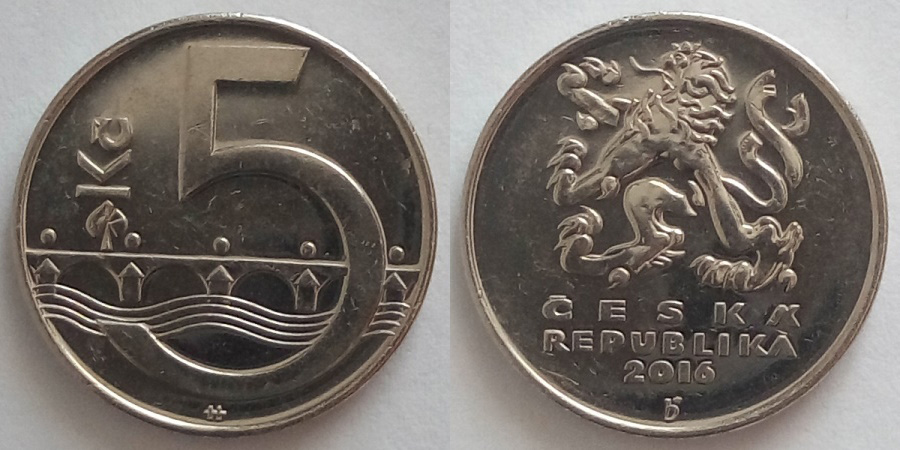 5
Kč
ČESKÁ
REPUBLIKA
2016
b'